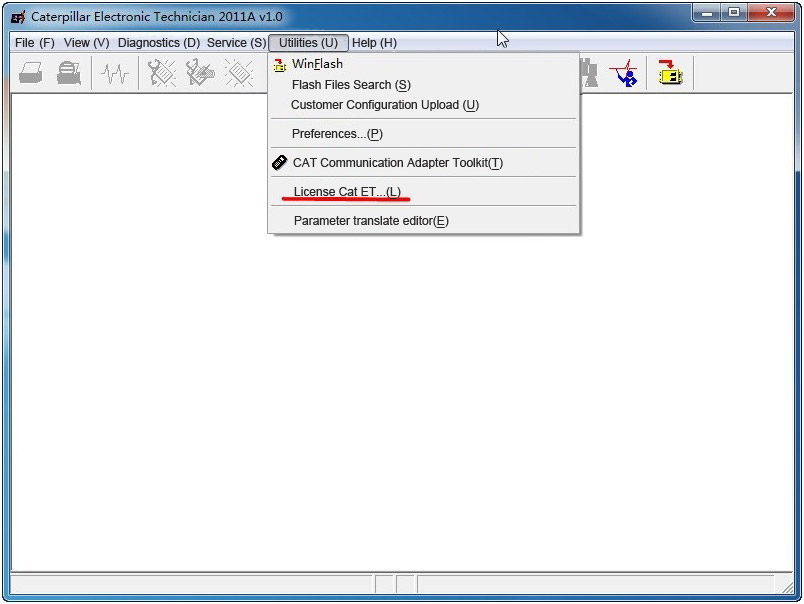 Caterpillar Electronic Technician 2011A v1.0
File (F) View (V) Diagnostics (D) Service (S) Utilities (U) Help (H)
WinFlash
Flash Files Search (S)
Customer Configuration Upload (U)
Preferences...(P)
CAT Communication Adapter Toolkit(T)
License Cat ET...(L)
Parameter translate editor(E)